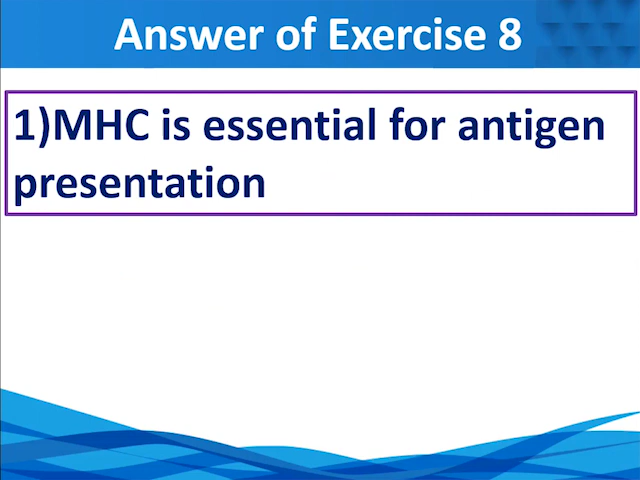 Answer of Exercise 8
1)MHC is essential for antigen
presentation